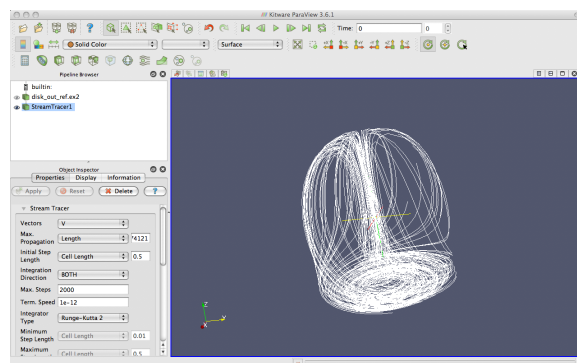 Kitware ParaView 3.6.1
Time: 0
0
Solid Color
Surface
Pipeline Browser
builtin:
disk_out_ref.ex2
StreamTracer1
Object Inspector
Properties Display Information
Apply Reset Delete ?
Stream Tracer
Vectors V
Max. Propagation Length 74121
Initial Step Length Cell Length 0.5
Integration Direction BOTH
Max. Steps 2000
Term. Speed 1e-12
Integrator Type Runge-Kutta 2
Minimum Step Length Cell Length 0.01
Maximum Cell Length 0.5
Z
Y
X